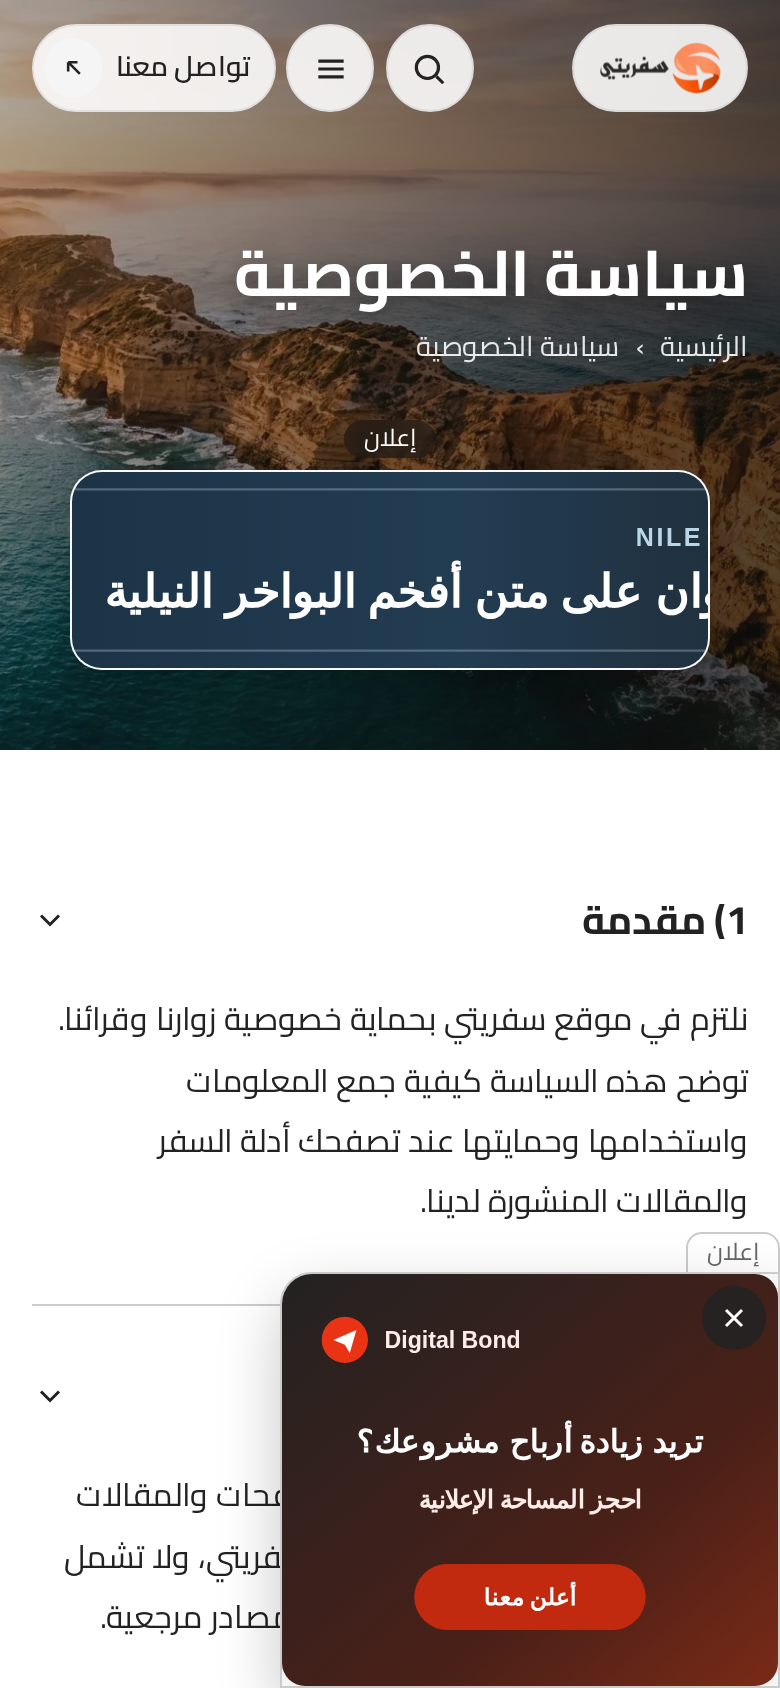 سفريتي
تواصل معنا
سياسة الخصوصية
الرئيسية › سياسة الخصوصية
إعلان
NILE
على متن أفخم البواخر النيلية
1) مقدمة
نلتزم في موقع سفريتي بحماية خصوصية زوارنا وقرائنا.
توضح هذه السياسة كيفية جمع المعلومات
واستخدامها وحمايتها عند تصفحك أدلة السفر
والمقالات المنشورة لدينا.
إعلان
Digital Bond
تريد زيادة أرباح مشروعك؟
احجز المساحة الإعلانية
أعلن معنا
والمقالات
ولا تشمل
مرجعية.